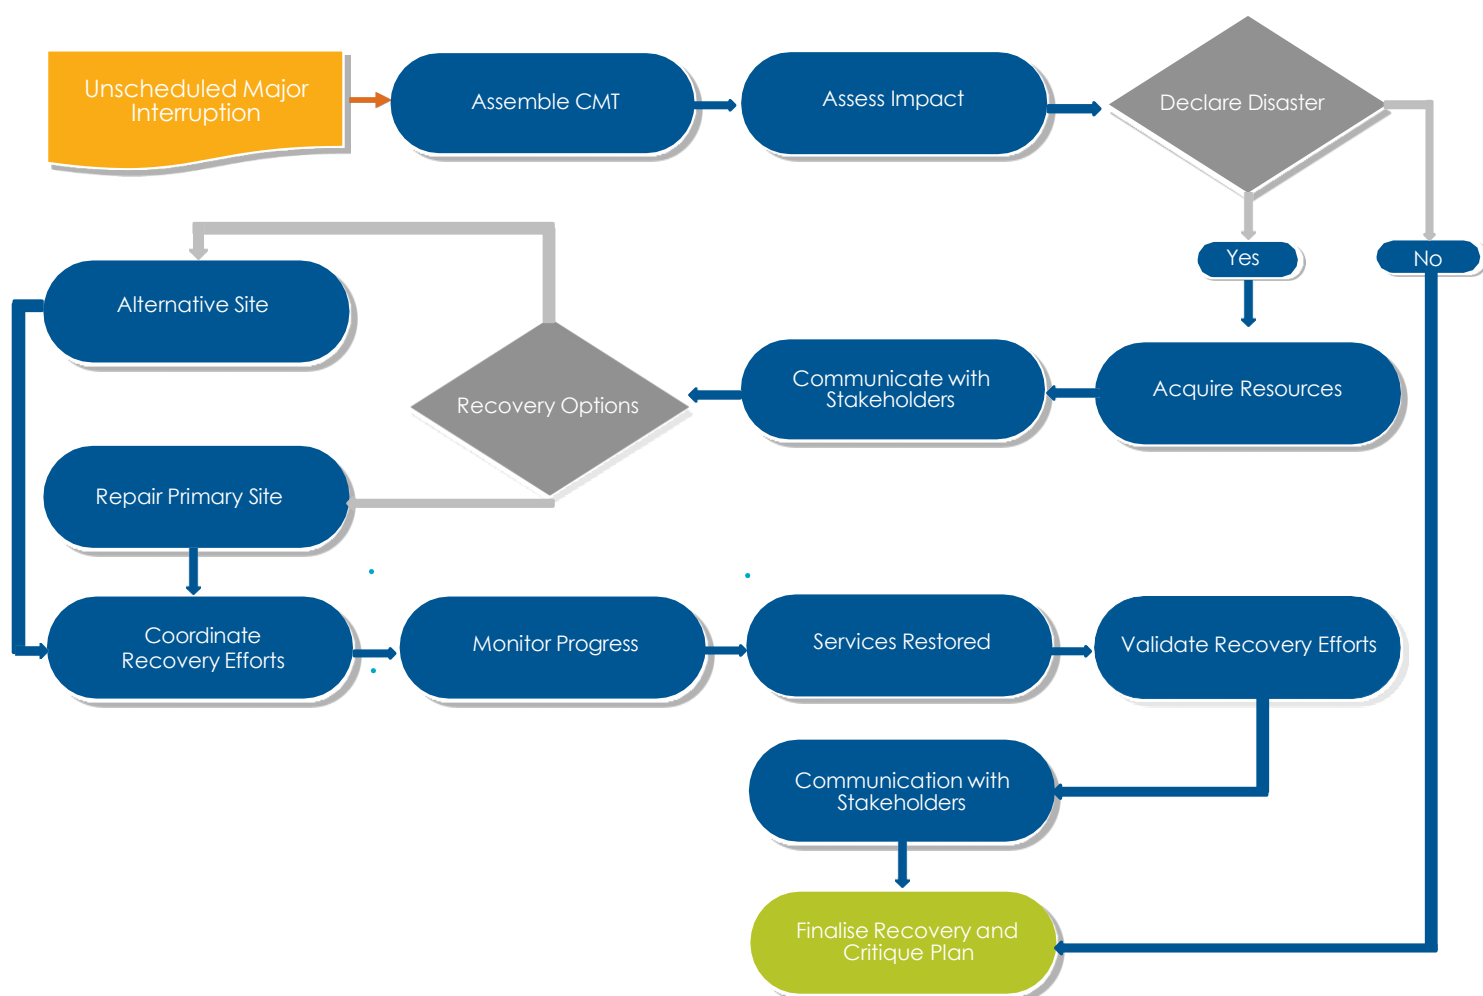 Unscheduled Major
Interruption
Assemble CMT
Assess Impact
Declare Disaster
Yes
No
Alternative Site
Recovery Options
Communicate with
Stakeholders
Acquire Resources
Repair Primary Site
Coordinate
Recovery Efforts
Monitor Progress
Services Restored
Validate Recovery Efforts
Communication with
Stakeholders
Finalise Recovery and
Critique Plan